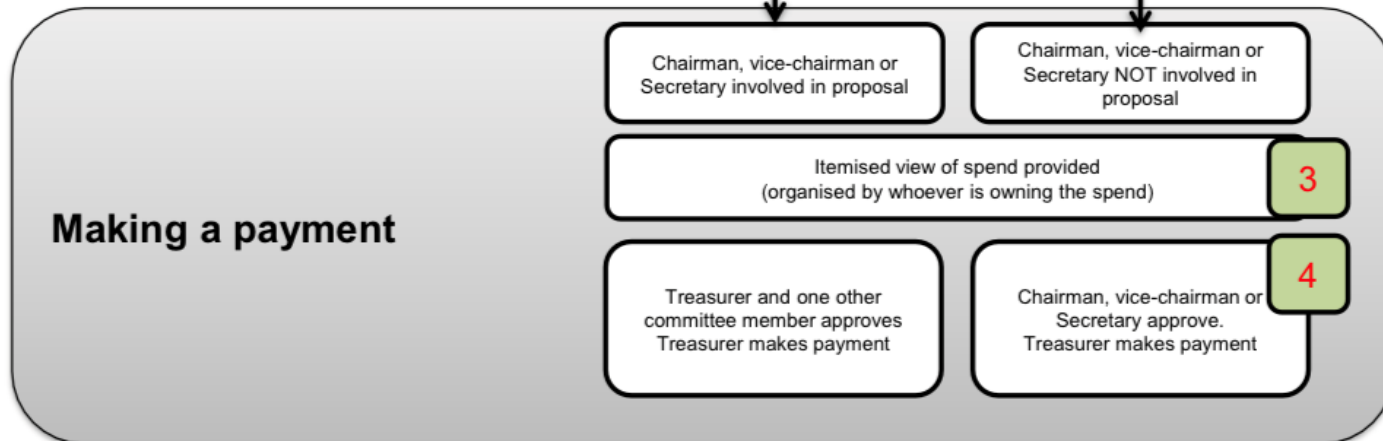 Chairman, vice-chairman or
Secretary involved in proposal
Chairman, vice-chairman or
Secretary NOT involved in
proposal
Itemised view of spend provided
(organised by whoever is owning the spend)
3
Making a payment
Treasurer and one other
committee member approves
Treasurer makes payment
Chairman, vice-chairman or
Secretary approve.
Treasurer makes payment
4